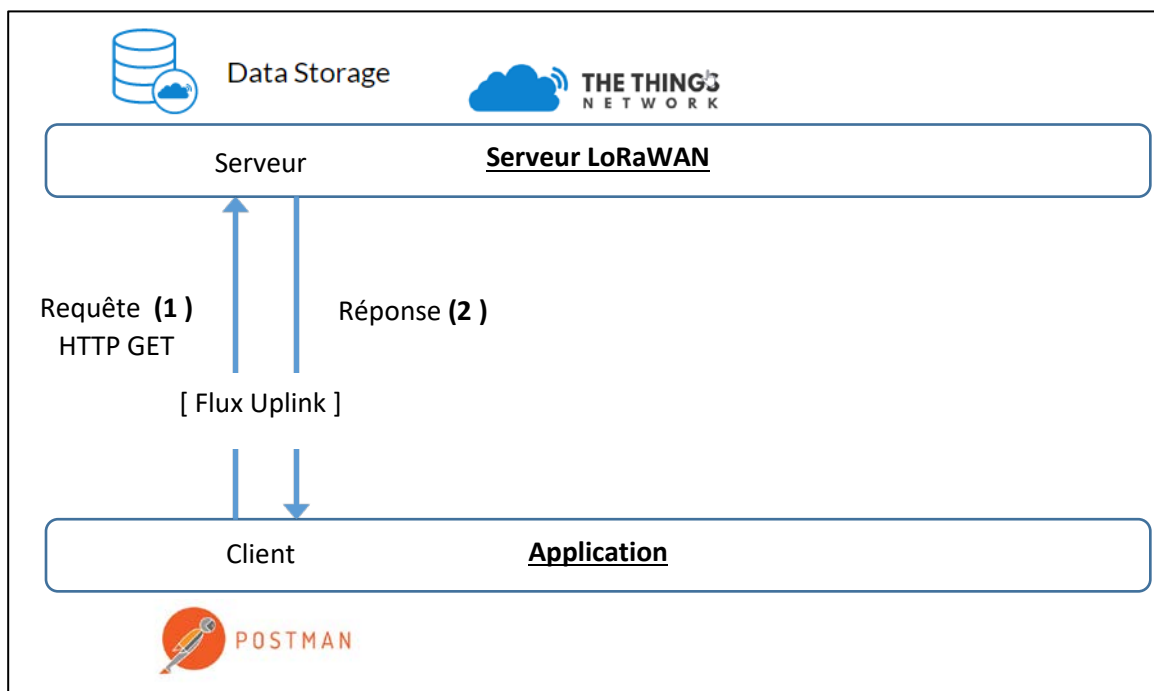 Data Storage
THE THINGS
NETWORK
Serveur
Serveur LoRaWAN
Requête (1 )
HTTP GET
Réponse (2 )
[ Flux Uplink ]
Client
Application
POSTMAN